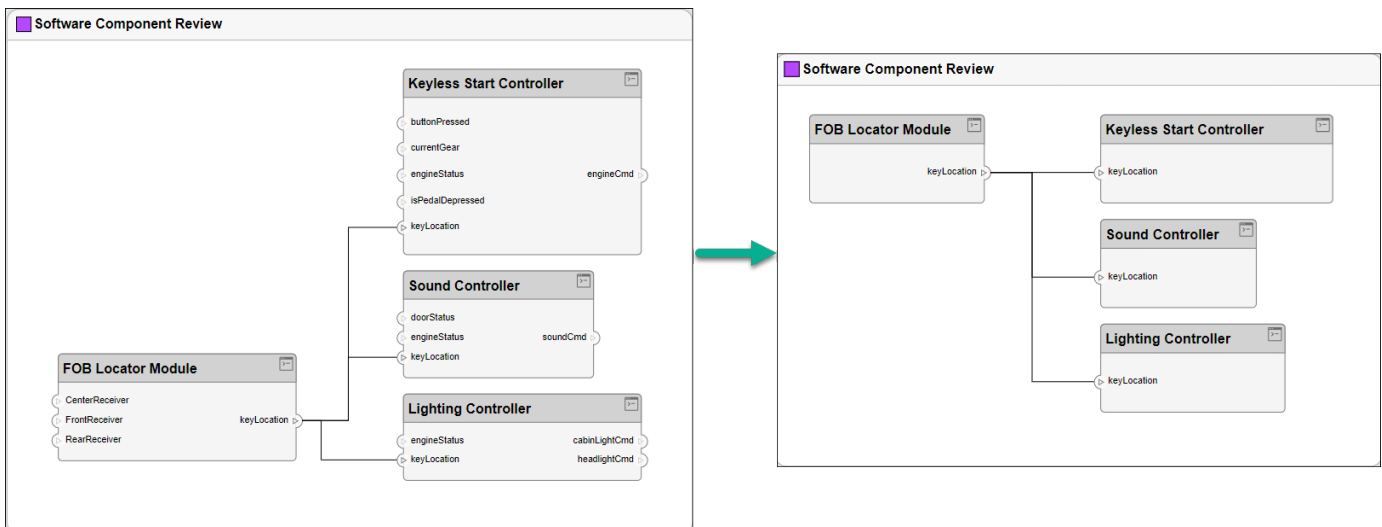 Software Component Review
Keyless Start Controller
buttonPressed
currentGear
engineStatus engineCmd
isPedalDepressed
keyLocation
Sound Controller
doorStatus
engineStatus soundCmd
keyLocation
FOB Locator Module
CenterReceiver
FrontReceiver keyLocation
RearReceiver
Lighting Controller
engineStatus cabinLightCmd
keyLocation headlightCmd
Software Component Review
FOB Locator Module
keyLocation
Keyless Start Controller
keyLocation
Sound Controller
keyLocation
Lighting Controller
keyLocation